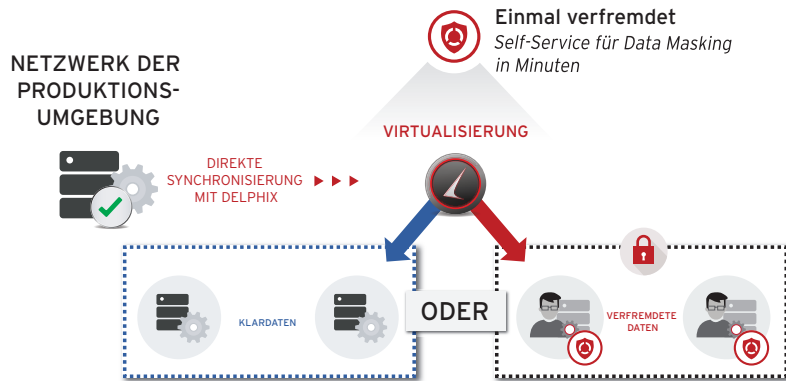 Einmal verfremdet
Self-Service für Data Masking
in Minuten
NETZWERK DER
PRODUKTIONS-
UMGEBUNG
VIRTUALISIERUNG
DIREKTE
SYNCHRONISIERUNG
MIT DELPHIX
KLARDATEN
ODER
VERFREMDETE
DATEN